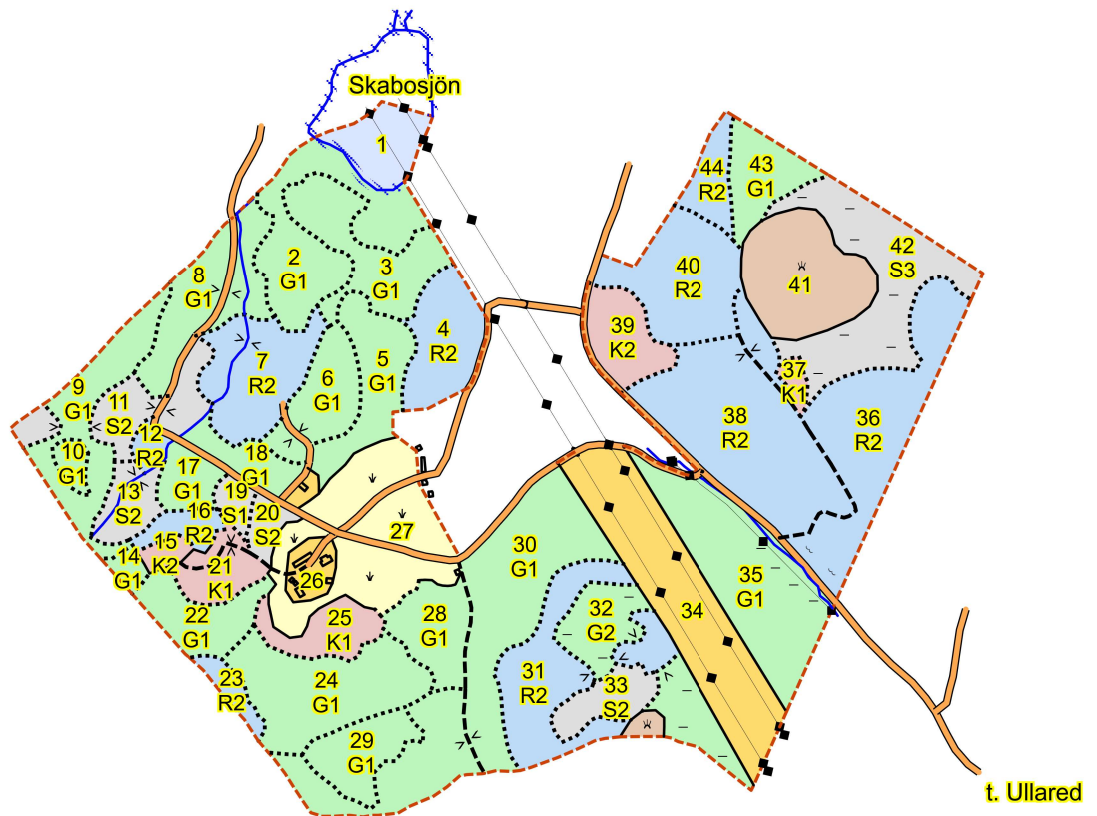 Skabosjön
1
44
R2
43
G1
2
G1
3
G1
8
G1
42
S3
40
R2
41
4
R2
39
K2
7
R2
5
G1
6
G1
37
K1
9
G1
11
S2
38
R2
36
R2
12
R2
10
G1
18
G1
17
G1
13
S2
19
S1
20
S2
16
R2
27
15
K2
14
G1
21
K1
26
30
G1
35
G1
34
22
G1
25
K1
28
G1
32
G2
23
R2
24
G1
31
R2
33
S2
29
G1
t. Ullared